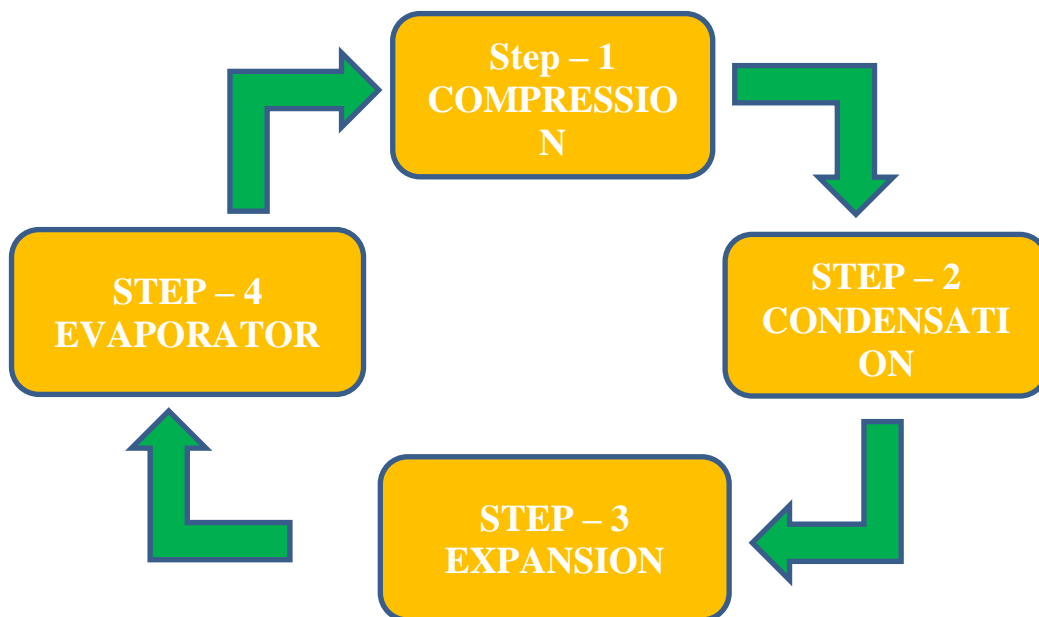 Step – 1
COMPRESSIO
N
STEP – 2
CONDENSATI
ON
STEP – 3
EXPANSION
STEP – 4
EVAPORATOR